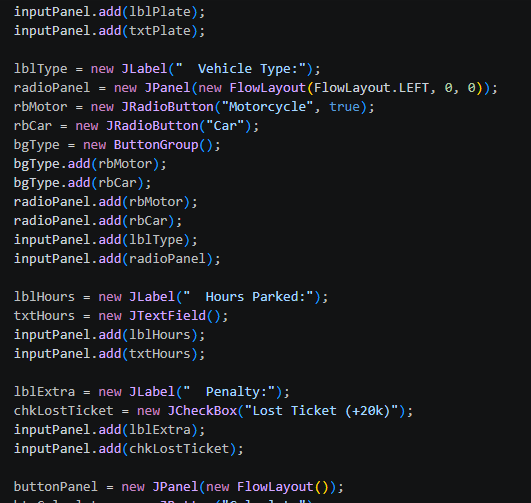 inputPanel.add(lblPlate);
inputPanel.add(txtPlate);

lblType = new JLabel("  Vehicle Type:");
radioPanel = new JPanel(new FlowLayout(FlowLayout.LEFT, 0, 0));
rbMotor = new JRadioButton("Motorcycle", true);
rbCar = new JRadioButton("Car");
bgType = new ButtonGroup();
bgType.add(rbMotor);
bgType.add(rbCar);
radioPanel.add(rbMotor);
radioPanel.add(rbCar);
inputPanel.add(lblType);
inputPanel.add(radioPanel);

lblHours = new JLabel("  Hours Parked:");
txtHours = new JTextField();
inputPanel.add(lblHours);
inputPanel.add(txtHours);

lblExtra = new JLabel("  Penalty:");
chkLostTicket = new JCheckBox("Lost Ticket (+20k)");
inputPanel.add(lblExtra);
inputPanel.add(chkLostTicket);

buttonPanel = new JPanel(new FlowLayout());